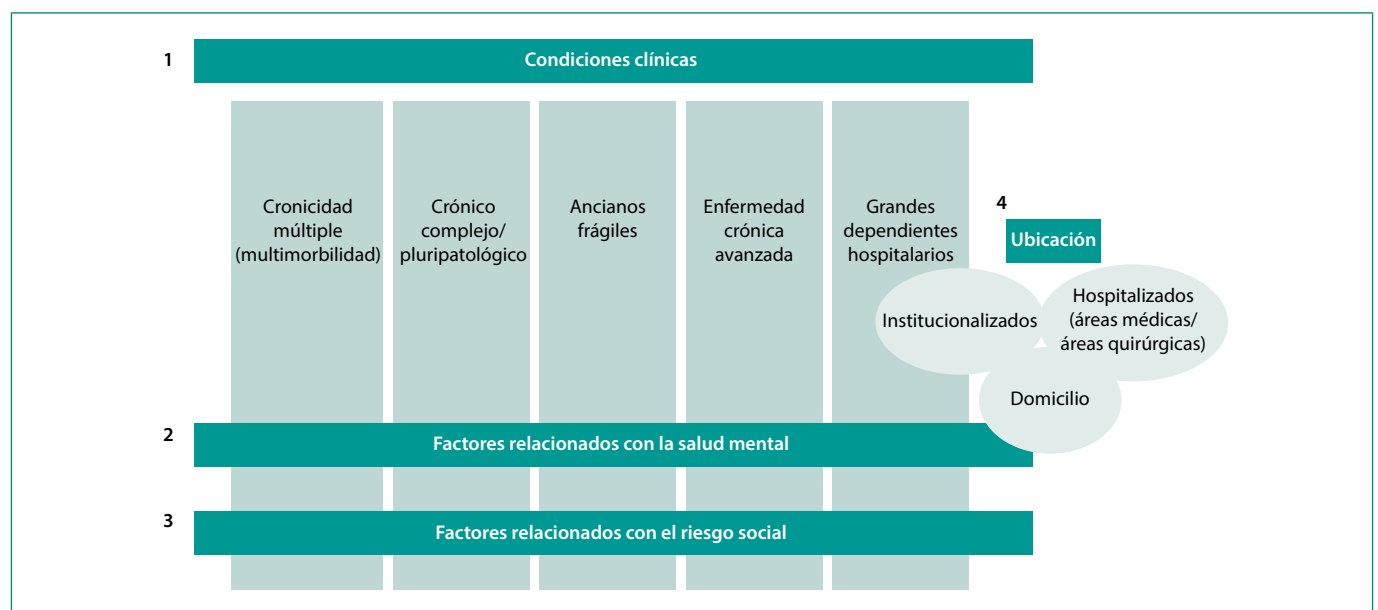 1
Condiciones clínicas
Cronicidad
múltiple
(multimorbilidad)
Crónico
complejo/
pluripatológico
Ancianos
frágiles
Enfermedad
crónica
avanzada
Grandes
dependientes
hospitalarios
4
Ubicación
Institucionalizados
Hospitalizados
(áreas médicas/
áreas quirúrgicas)
Domicilio
2
Factores relacionados con la salud mental
3
Factores relacionados con el riesgo social